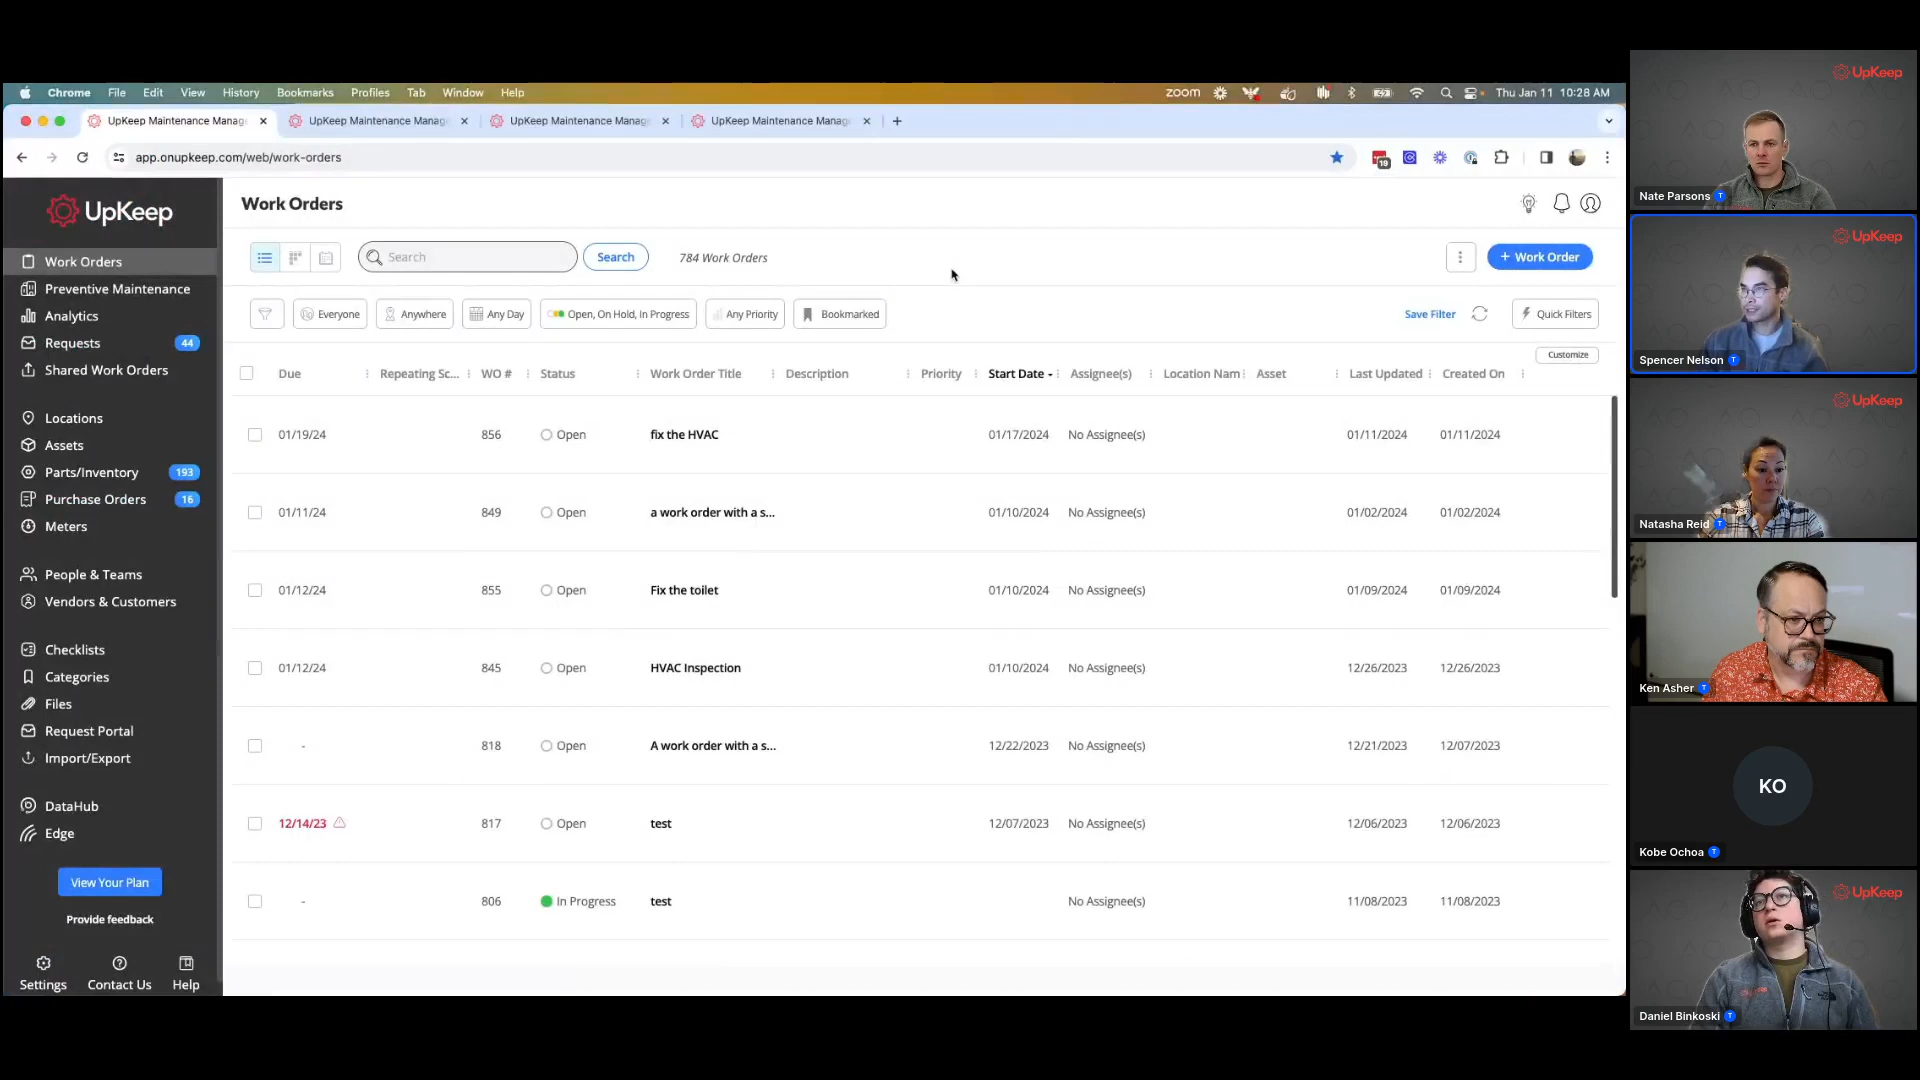 Chrome File Edit View History Bookmarks Profiles Tab Window Help
zoom
Thu Jan 11 10:28 AM
UpKeep Maintenance Manag
UpKeep Maintenance Manag
UpKeep Maintenance Manag
UpKeep Maintenance Manag
app.onupkeep.com/web/work-orders
19
UpKeep
Work Orders
Preventive Maintenance
Analytics
Requests 44
Shared Work Orders
Locations
Assets
Parts/Inventory 193
Purchase Orders 16
Meters
People & Teams
Vendors & Customers
Checklists
Categories
Files
Request Portal
Import/Export
DataHub
Edge
View Your Plan
Provide feedback
Settings Contact Us Help
Work Orders
Search Search 784 Work Orders
+ Work Order
Everyone Anywhere Any Day Open, On Hold, In Progress Any Priority Bookmarked
Save Filter Quick Filters
Customize
Due Repeating Sc... WO # Status Work Order Title Description Priority Start Date Assignee(s) Location Nam Asset Last Updated Created On
01/19/24 856 Open fix the HVAC 01/17/2024 No Assignee(s) 01/11/2024 01/11/2024
01/11/24 849 Open a work order with a s... 01/10/2024 No Assignee(s) 01/02/2024 01/02/2024
01/12/24 855 Open Fix the toilet 01/10/2024 No Assignee(s) 01/09/2024 01/09/2024
01/12/24 845 Open HVAC Inspection 01/10/2024 No Assignee(s) 12/26/2023 12/26/2023
- 818 Open A work order with a s... 12/22/2023 No Assignee(s) 12/21/2023 12/07/2023
12/14/23 817 Open test 12/07/2023 No Assignee(s) 12/06/2023 12/06/2023
- 806 In Progress test No Assignee(s) 11/08/2023 11/08/2023
UpKeep
Nate Parsons T
UpKeep
Spencer Nelson T
UpKeep
Natasha Reid T
Ken Asher T
KO
Kobe Ochoa T
UpKeep
Daniel Binkoski T